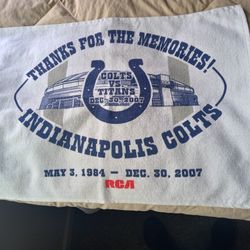 THANKS FOR THE MEMORIES!
COLTS
VS.
TITANS
DEC. 30, 2007
INDIANAPOLIS COLTS
MAY 3, 1984 — DEC. 30, 2007
RCA